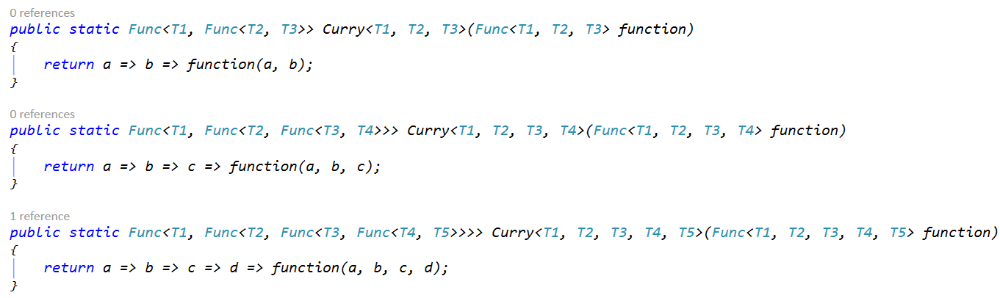 0 references
public static Func<T1, Func<T2, T3>> Curry<T1, T2, T3>(Func<T1, T2, T3> function)
{
    return a => b => function(a, b);
}
0 references
public static Func<T1, Func<T2, Func<T3, T4>>> Curry<T1, T2, T3, T4>(Func<T1, T2, T3, T4> function)
{
    return a => b => c => function(a, b, c);
}
1 reference
public static Func<T1, Func<T2, Func<T3, Func<T4, T5>>>> Curry<T1, T2, T3, T4, T5>(Func<T1, T2, T3, T4, T5> function)
{
    return a => b => c => d => function(a, b, c, d);
}